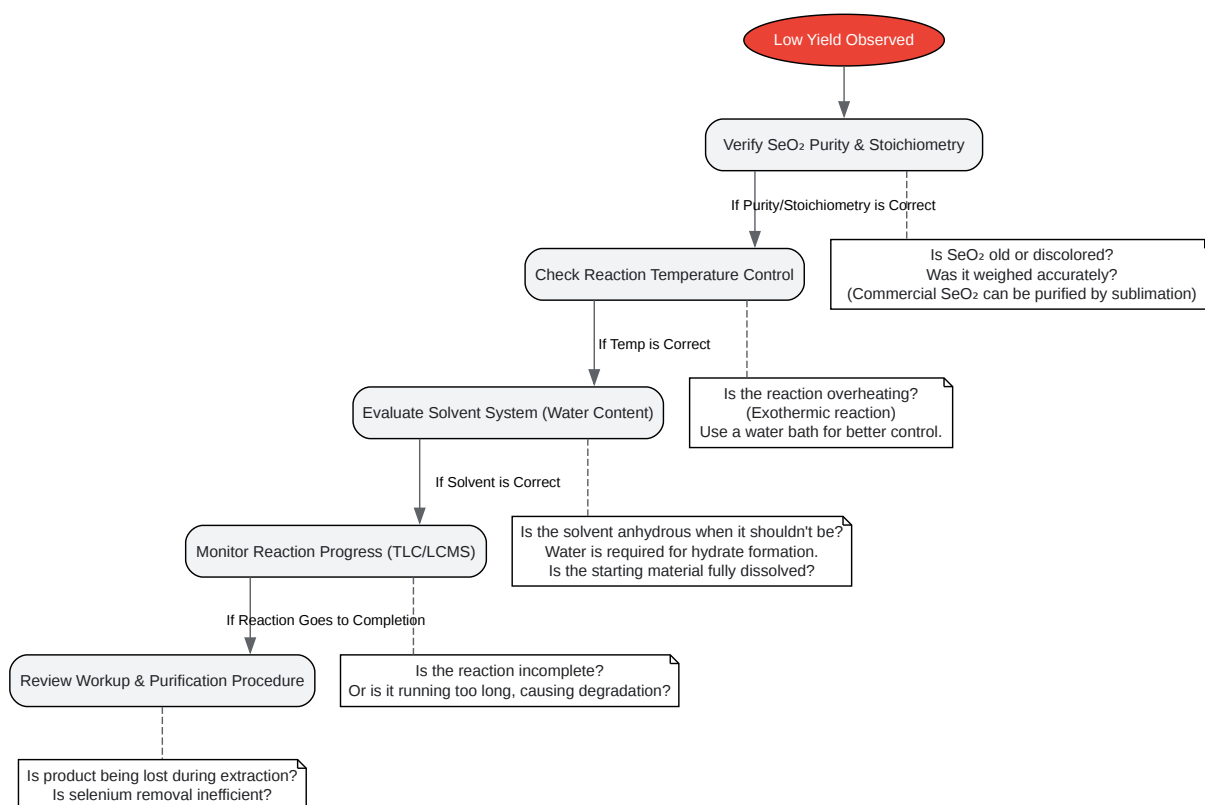 Low Yield Observed
Verify SeO₂ Purity & Stoichiometry
If Purity/Stoichiometry is Correct
Is SeO₂ old or discolored?
Was it weighed accurately?
(Commercial SeO₂ can be purified by sublimation)
Check Reaction Temperature Control
If Temp is Correct
Is the reaction overheating?
(Exothermic reaction)
Use a water bath for better control.
Evaluate Solvent System (Water Content)
If Solvent is Correct
Is the solvent anhydrous when it shouldn't be?
Water is required for hydrate formation.
Is the starting material fully dissolved?
Monitor Reaction Progress (TLC/LCMS)
If Reaction Goes to Completion
Is the reaction incomplete?
Or is it running too long, causing degradation?
Review Workup & Purification Procedure
Is product being lost during extraction?
Is selenium removal inefficient?